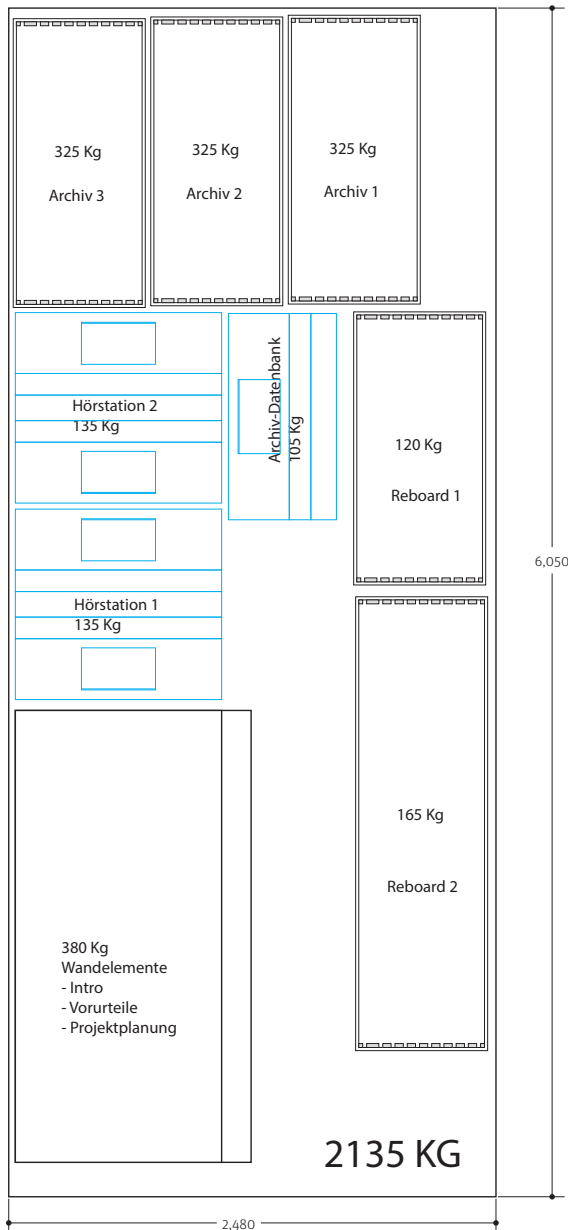 325 Kg
Archiv 3
325 Kg
Archiv 2
325 Kg
Archiv 1
Hörstation 2
135 Kg
Archiv-Datenbank
105 Kg
120 Kg
Reboard 1
6,050
Hörstation 1
135 Kg
165 Kg
Reboard 2
380 Kg
Wandelemente
- Intro
- Vorurteile
- Projektplanung
2135 KG
2,480